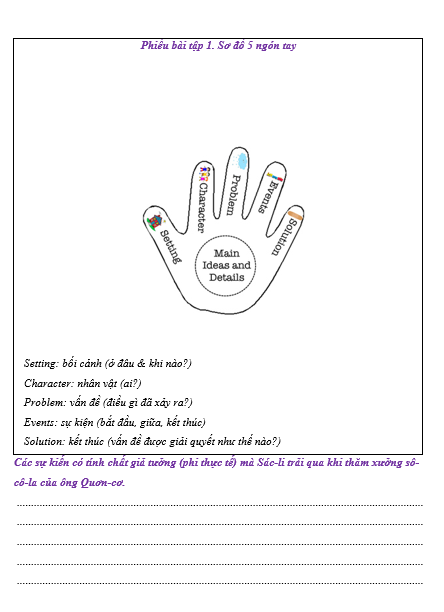 Phiếu bài tập 1. Sơ đồ 5 ngón tay
Setting
Character
Problem
Events
Solution
Main
Ideas and
Details
Setting: bối cảnh (ở đâu & khi nào?)
Character: nhân vật (ai?)
Problem: vấn đề (điều gì đã xảy ra?)
Events: sự kiện (bắt đầu, giữa, kết thúc)
Solution: kết thúc (vấn đề được giải quyết như thế nào?)
Các sự kiến có tính chất giả tưởng (phi thực tế) mà Sác-li trải qua khi thăm xưởng sô-
cô-la của ông Quơn-cơ.